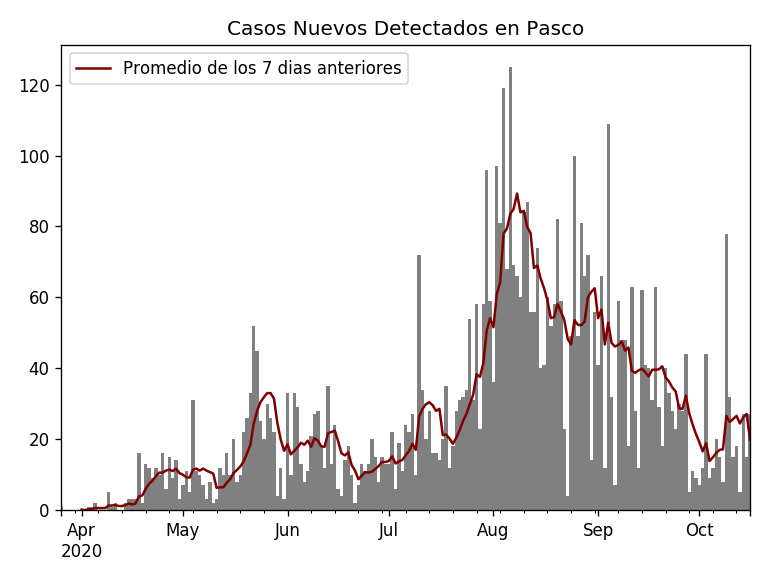 Casos Nuevos Detectados en Pasco
Promedio de los 7 dias anteriores
120
100
80
60
40
20
0
Apr May Jun Jul Aug Sep Oct
2020